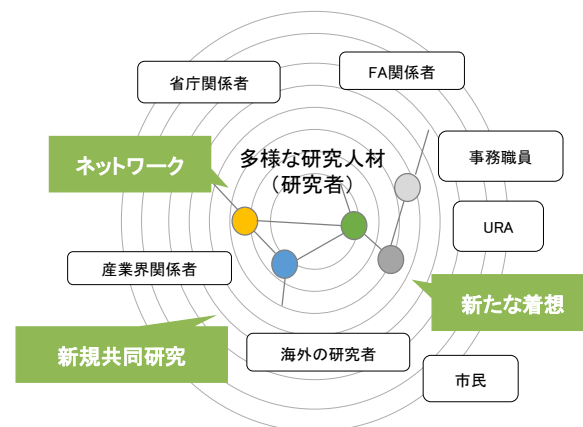 省庁関係者
FA関係者
ネットワーク
多様な研究人材
（研究者）
事務職員
URA
産業界関係者
新たな着想
新規共同研究
海外の研究者
市民